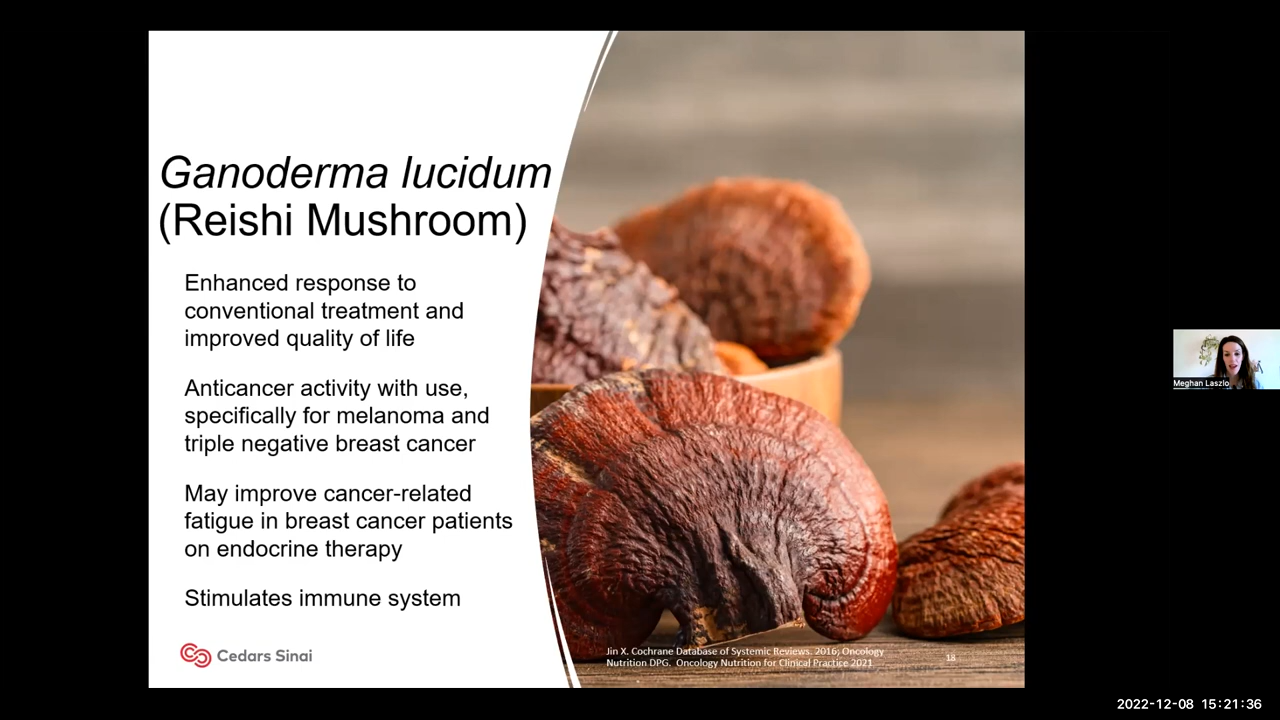 Ganoderma lucidum
(Reishi Mushroom)
Enhanced response to
conventional treatment and
improved quality of life
Anticancer activity with use,
specifically for melanoma and
triple negative breast cancer
May improve cancer-related
fatigue in breast cancer patients
on endocrine therapy
Stimulates immune system
Cedars Sinai
Jin X. Cochrane Database of Systemic Reviews. 2016; Oncology
Nutrition DPG. Oncology Nutrition for Clinical Practice 2021
18
Meghan Laszlo
2022-12-08 15:21:36